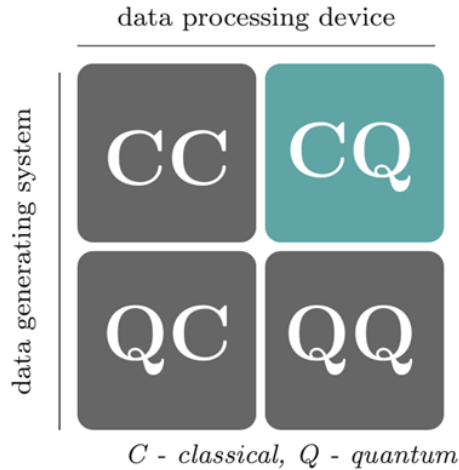 data processing device
data generating system
CC
CQ
QC
QQ
C - classical, Q - quantum